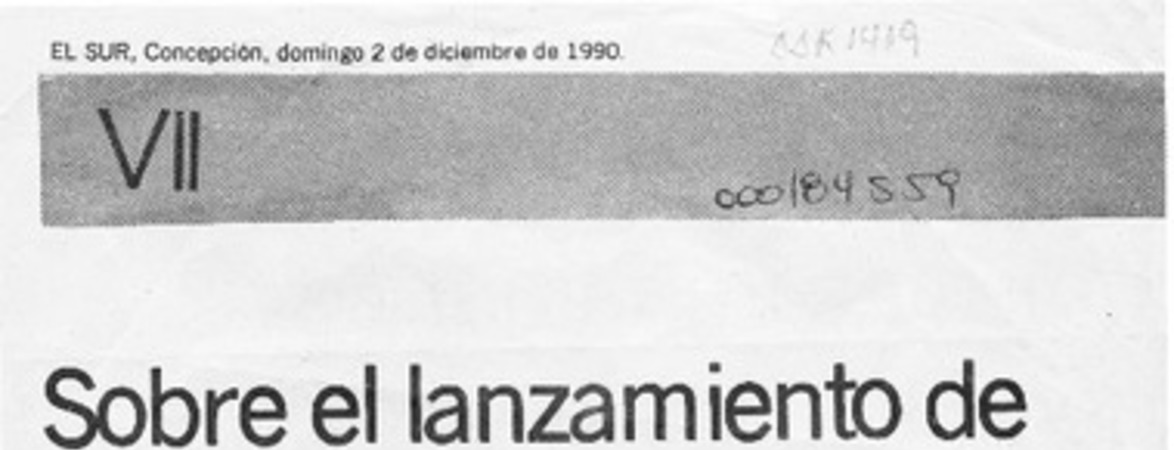 EL SUR, Concepción, domingo 2 de diciembre de 1990.
VII
000184559
Sobre el lanzamiento de